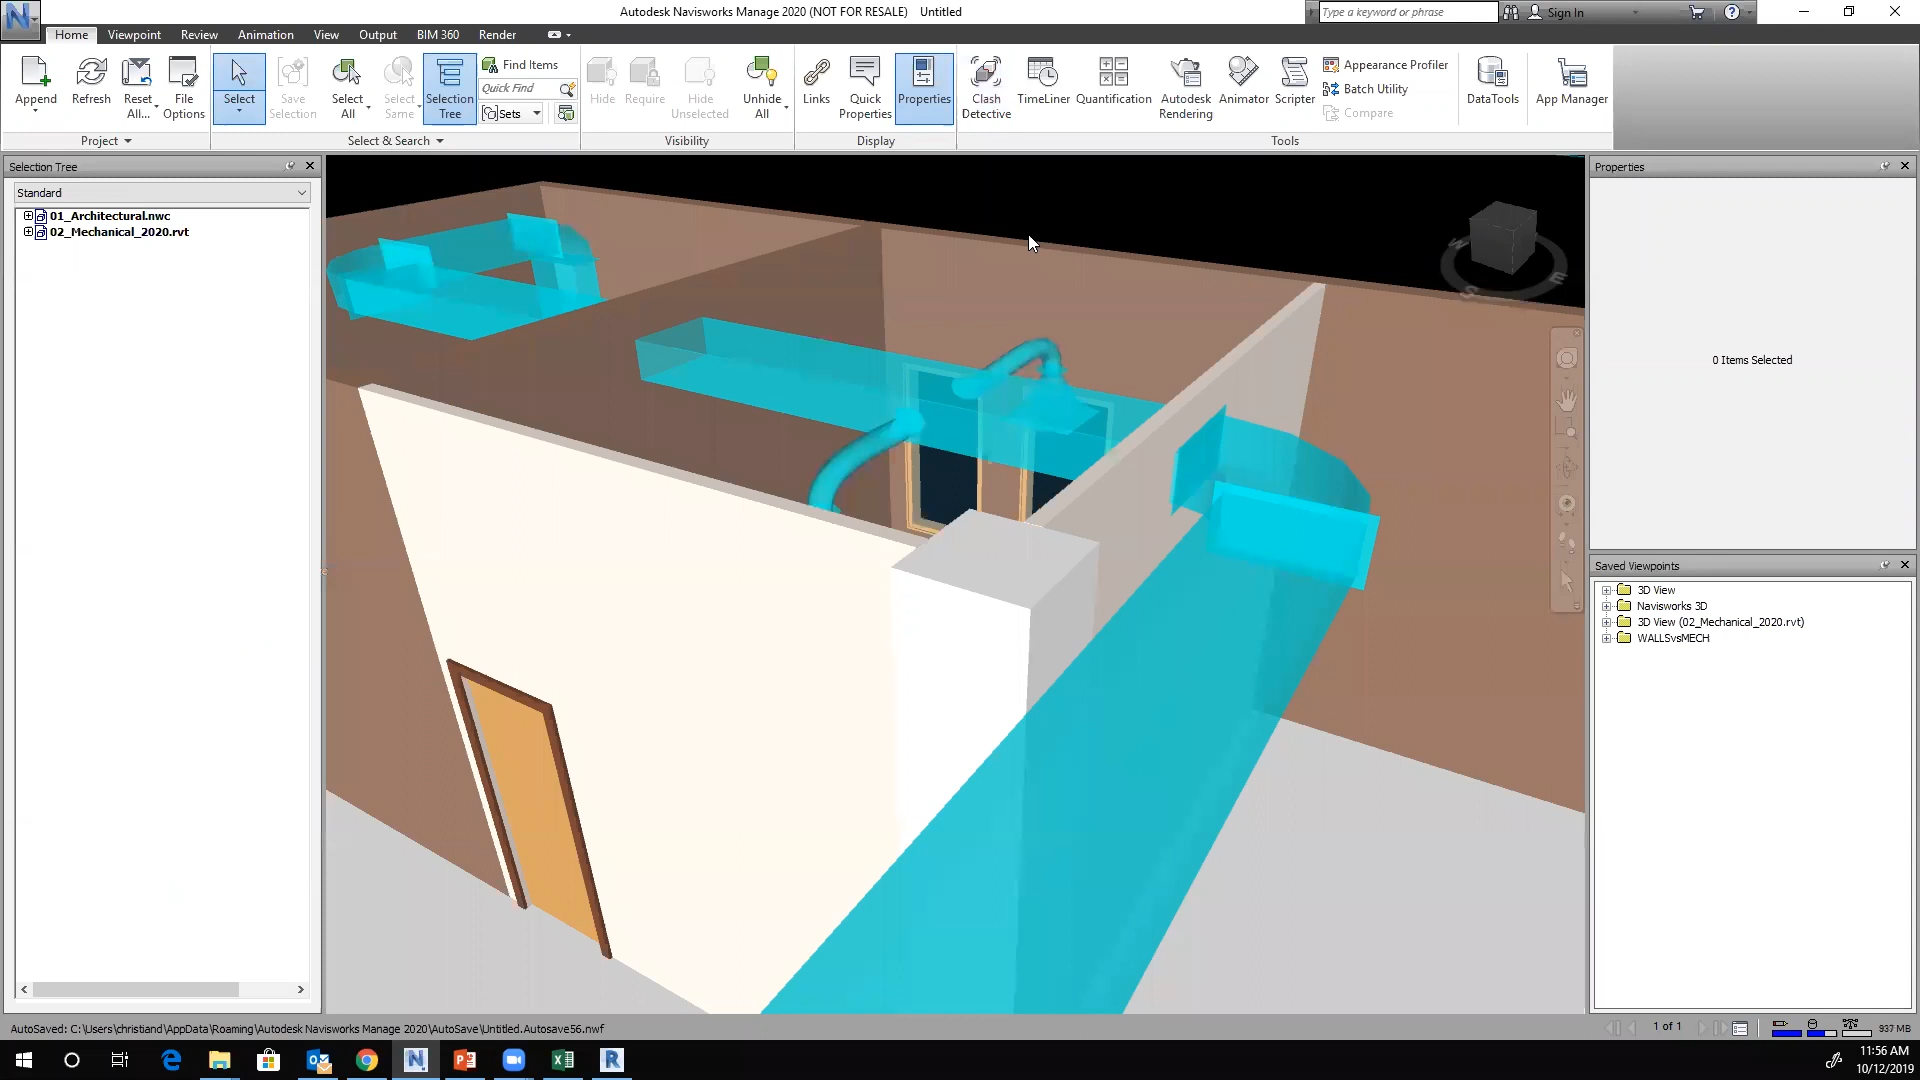 Autodesk Navisworks Manage 2020 (NOT FOR RESALE) Untitled
Type a keyword or phrase
Sign In
Home Viewpoint Review Animation View Output BIM 360 Render
Append
Refresh
Reset All...
File Options
Project
Select
Save Selection
Select All
Select Same
Selection Tree
Find Items
Quick Find
Sets
Select & Search
Hide
Require
Hide Unselected
Unhide All
Visibility
Links
Quick Properties
Properties
Display
Clash Detective
TimeLiner
Quantification
Autodesk Rendering
Animator
Scripter
Appearance Profiler
Batch Utility
Compare
DataTools
App Manager
Tools
Selection Tree
Standard
01_Architectural.nwc
02_Mechanical_2020.rvt
W
S
E
Properties
0 Items Selected
Saved Viewpoints
3D View
Navisworks 3D
3D View (02_Mechanical_2020.rvt)
WALLSvsMECH
AutoSaved: C:\Users\christiand\AppData\Roaming\Autodesk Navisworks Manage 2020\AutoSave\Untitled.Autosave56.nwf
1 of 1
937 MB
11:56 AM
10/12/2019